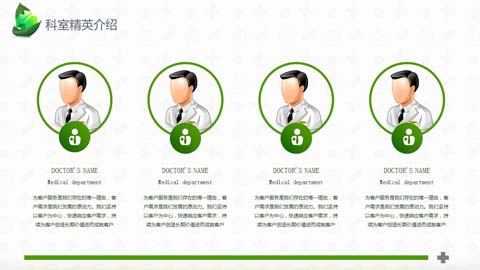 科室精英介绍
DOCTOR'S NAME
Medical department
为客户服务是我们存在的唯一理由，客
户需求是我们发展的原动力。我们坚持
以客户为中心，快速响应客户需求，持
续为客户创造长期价值进而成就客户
DOCTOR'S NAME
Medical department
为客户服务是我们存在的唯一理由，客
户需求是我们发展的原动力。我们坚持
以客户为中心，快速响应客户需求，持
续为客户创造长期价值进而成就客户
DOCTOR'S NAME
Medical department
为客户服务是我们存在的唯一理由，客
户需求是我们发展的原动力。我们坚持
以客户为中心，快速响应客户需求，持
续为客户创造长期价值进而成就客户
DOCTOR'S NAME
Medical department
为客户服务是我们存在的唯一理由，客
户需求是我们发展的原动力。我们坚持
以客户为中心，快速响应客户需求，持
续为客户创造长期价值进而成就客户